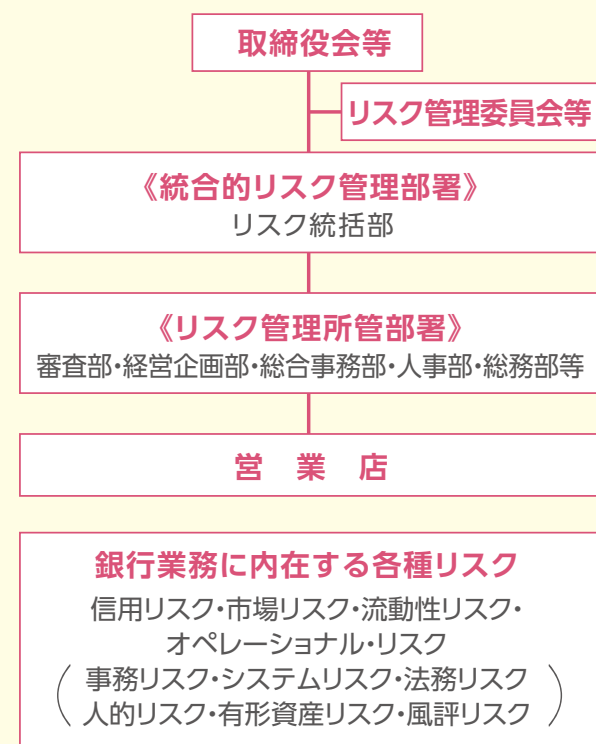 取締役会等
リスク管理委員会等
《統合的リスク管理部署》
リスク統括部
《リスク管理所管部署》
審査部・経営企画部・総合事務部・人事部・総務部等
営　業　店
銀行業務に内在する各種リスク
信用リスク・市場リスク・流動性リスク・
オペレーショナル・リスク
（事務リスク・システムリスク・法務リスク
人的リスク・有形資産リスク・風評リスク）